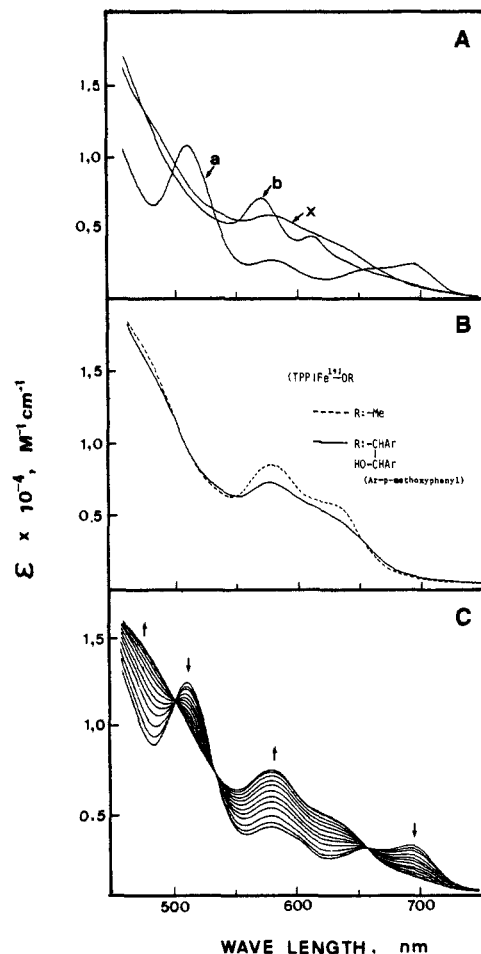 A
1,5
1,0
0,5
a
b
x
B
(TPP)Fe
OR
1,5
1,0
0,5
R:-Me
R:-CHAr
HO-CHAr
(Ar=p-methoxyphenyl)
ε × 10⁻⁴, M⁻¹cm⁻¹
C
1,5
1,0
0.5
500
600
700
WAVE LENGTH, nm